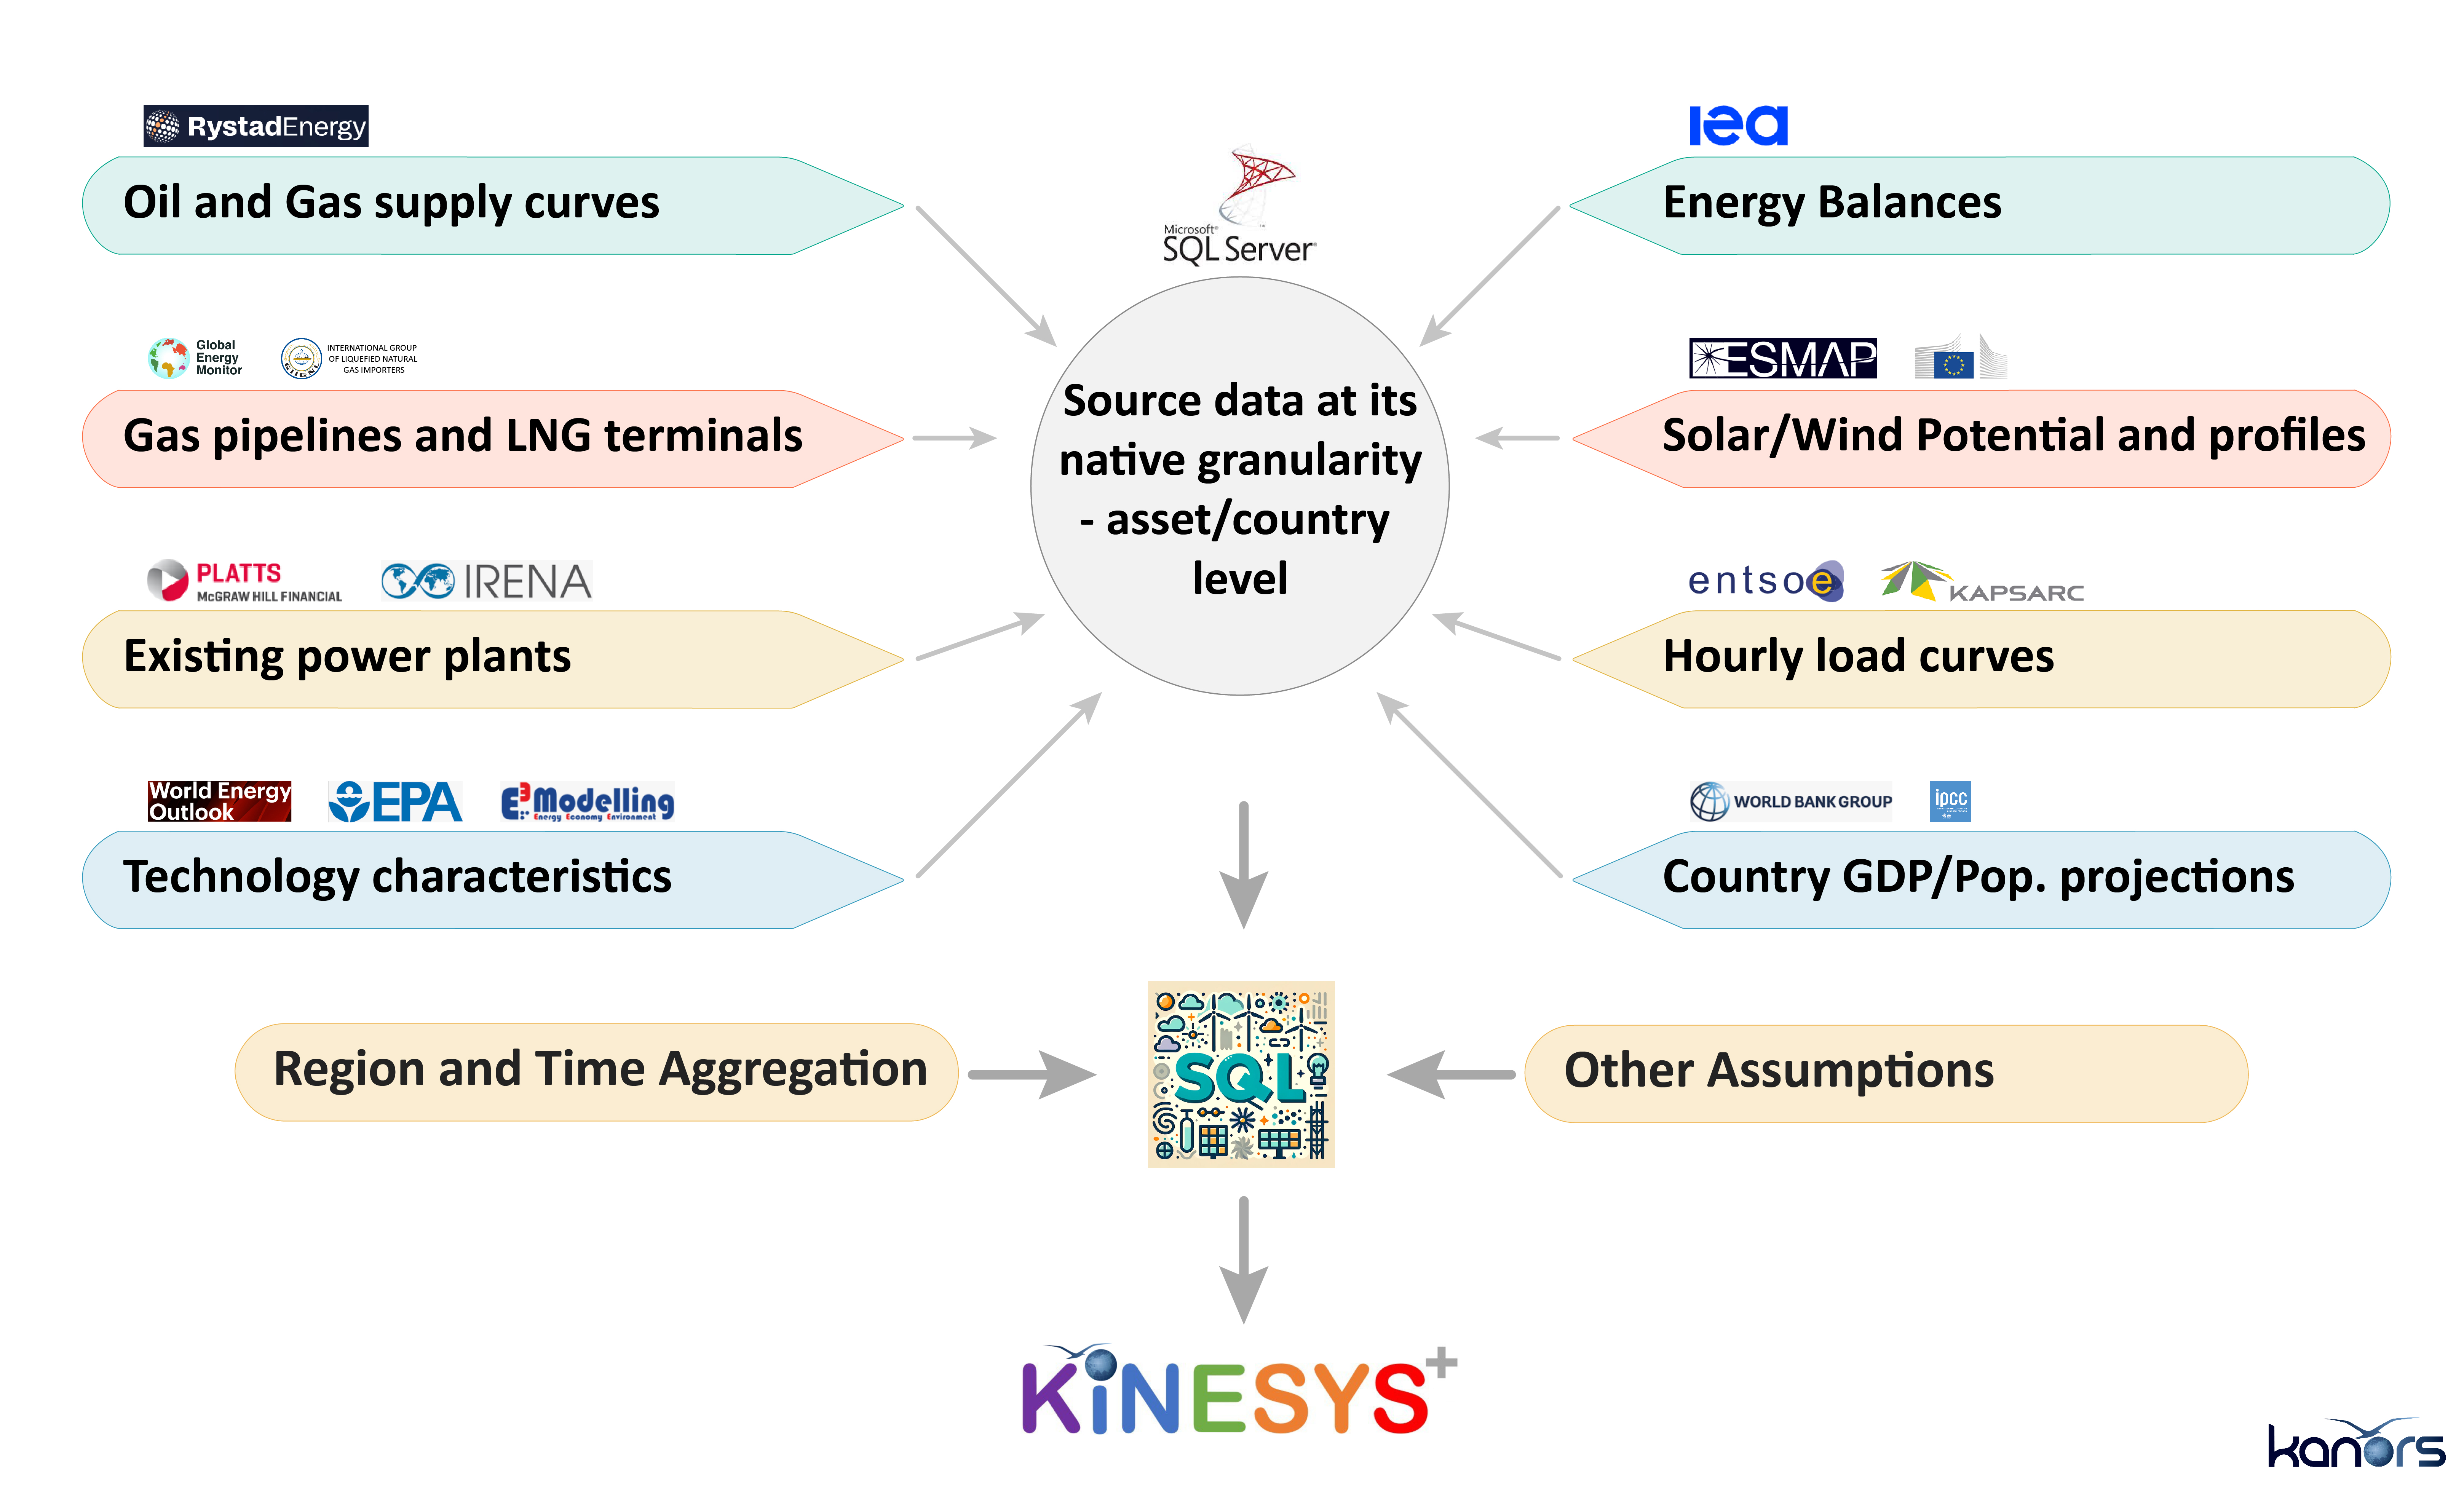 RystadEnergy
Oil and Gas supply curves
Global
Energy
Monitor
GIIGNL
INTERNATIONAL GROUP
OF LIQUEFIED NATURAL
GAS IMPORTERS
Gas pipelines and LNG terminals
PLATTS
McGRAW HILL FINANCIAL
IRENA
Existing power plants
World Energy
Outlook
EPA
E3 Modelling
Energy Economy Environment
Technology characteristics
Microsoft®
SQL Server®
Source data at its
native granularity
- asset/country
level
iea
Energy Balances
ESMAP
Solar/Wind Potential and profiles
entsoe
KAPSARC
Hourly load curves
WORLD BANK GROUP
ipcc
Country GDP/Pop. projections
Region and Time Aggregation
SQL
Other Assumptions
KiNESYS+
kanors